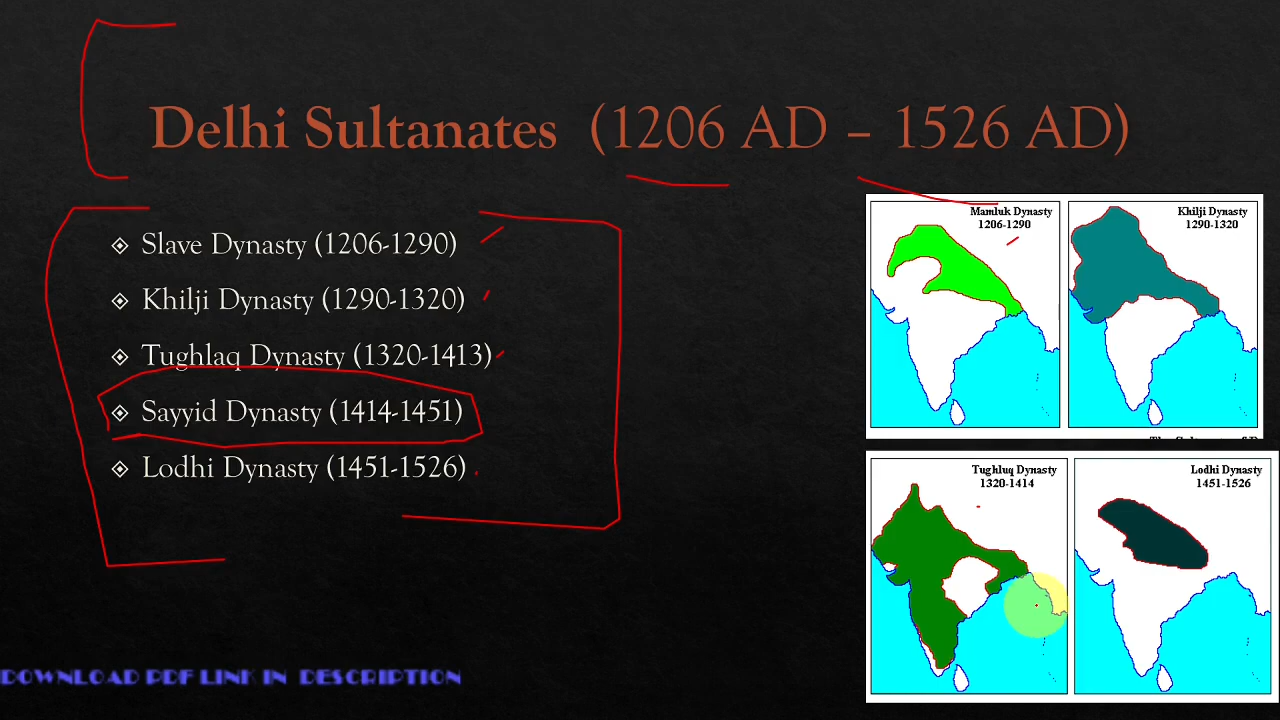 Delhi Sultanates (1206 AD – 1526 AD)
Slave Dynasty (1206-1290)
Khilji Dynasty (1290-1320)
Tughlaq Dynasty (1320-1413)
Sayyid Dynasty (1414-1451)
Lodhi Dynasty (1451-1526)
Mamluk Dynasty
1206-1290
Khilji Dynasty
1290-1320
Tughluq Dynasty
1320-1414
Lodhi Dynasty
1451-1526
DOWNLOAD PDF LINK IN DESCRIPTION